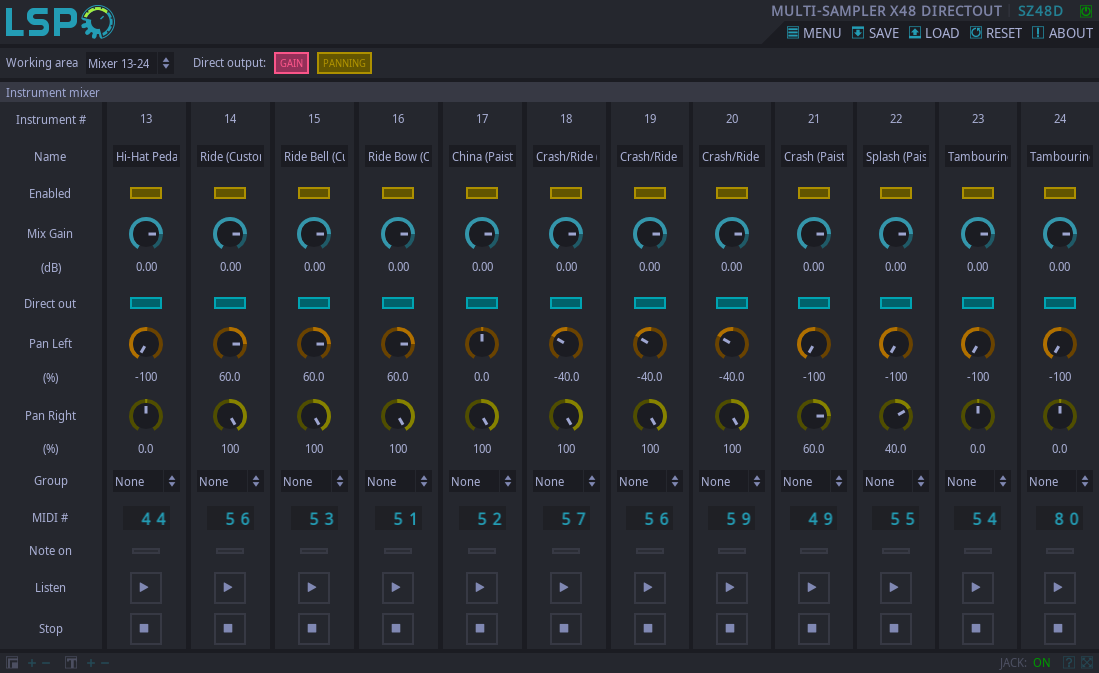 LSP
MULTI-SAMPLER X48 DIRECTOUT SZ48D
MENU SAVE LOAD RESET ABOUT
Working area Mixer 13-24 Direct output: GAIN PANNING
Instrument mixer
Instrument # 13 14 15 16 17 18 19 20 21 22 23 24
Name Hi-Hat Peda Ride (Custor Ride Bell (Cu Ride Bow (C China (Paist Crash/Ride ( Crash/Ride Crash/Ride Crash (Paist Splash (Pais Tambourin Tambourin
Enabled
Mix Gain
(dB) 0.00 0.00 0.00 0.00 0.00 0.00 0.00 0.00 0.00 0.00 0.00 0.00
Direct out
Pan Left
(%) -100 60.0 60.0 60.0 0.0 -40.0 -40.0 -40.0 -100 -100 -100 -100
Pan Right
(%) 0.0 100 100 100 100 100 100 100 60.0 40.0 0.0 0.0
Group None None None None None None None None None None None None
MIDI # 44 56 53 51 52 57 56 59 49 55 54 80
Note on
Listen
Stop
JACK: ON